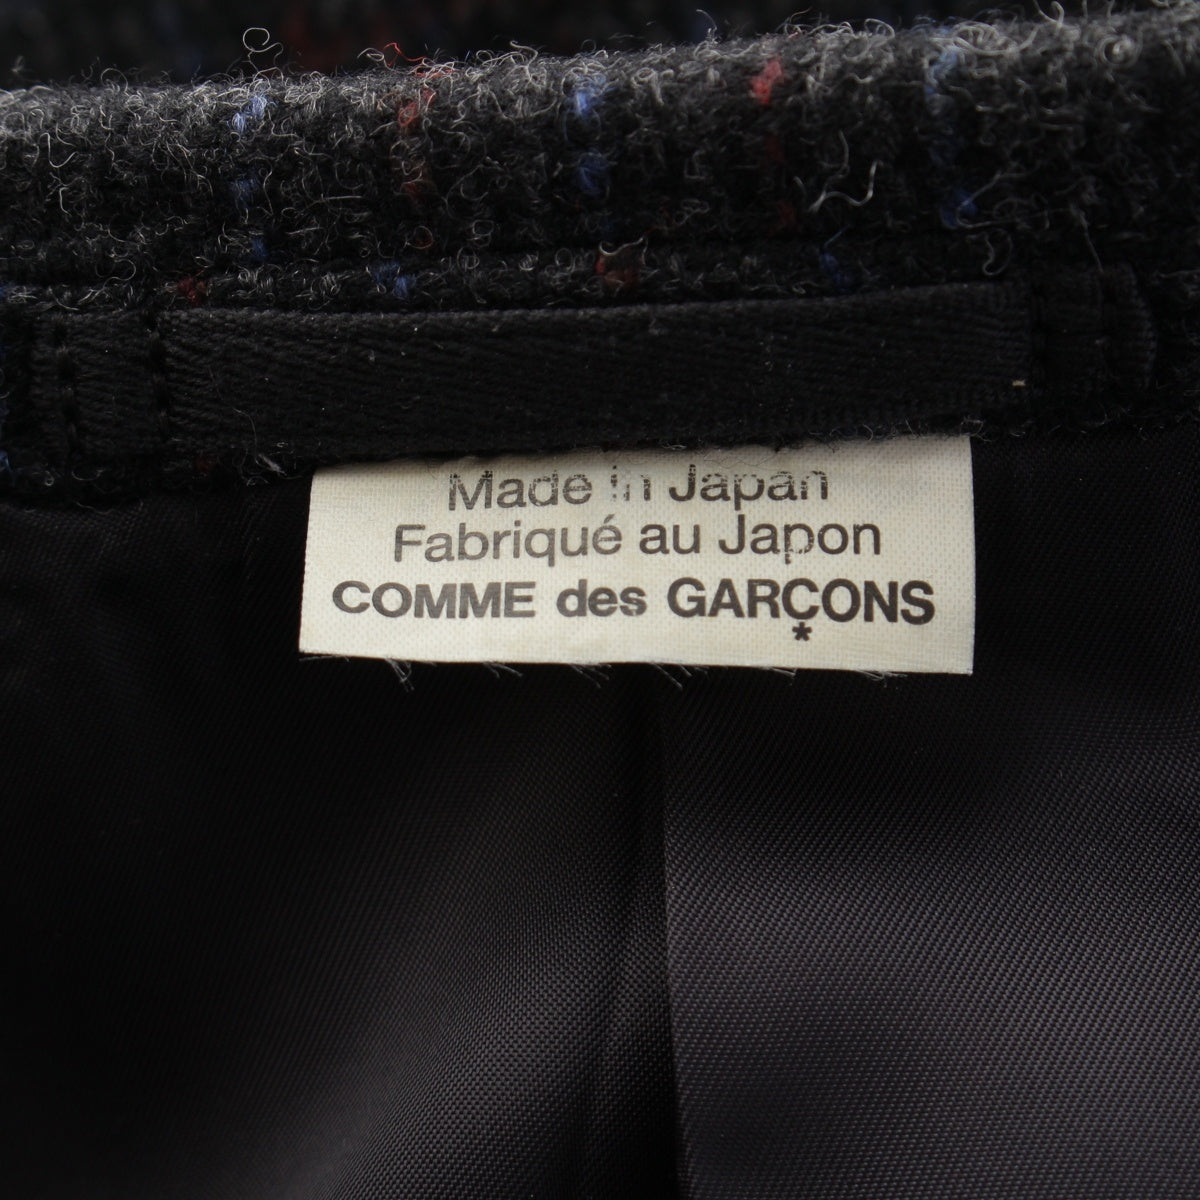 Made in Japan
Fabriqué au Japon
COMME des GARÇONS
*